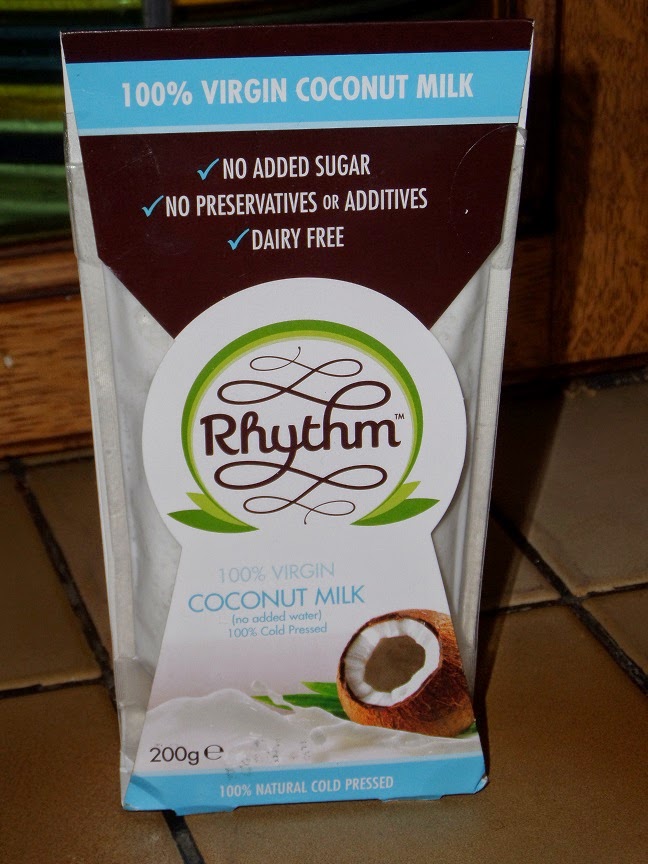 100% VIRGIN COCONUT MILK
✓NO ADDED SUGAR
✓NO PRESERVATIVES OR ADDITIVES
✓DAIRY FREE
Rhythm™
100% VIRGIN
COCONUT MILK
(no added water)
100% Cold Pressed
200g ℮
100% NATURAL COLD PRESSED